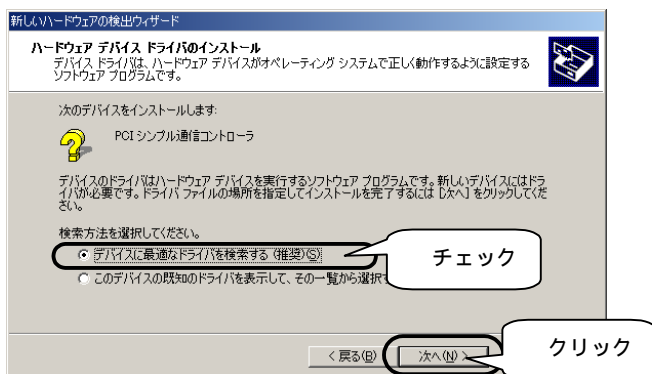 新しいハードウェアの検出ウィザード
ハードウェア デバイス ドライバのインストール
デバイス ドライバは、ハードウェア デバイスがオペレーティング システムで正しく動作するように設定する
ソフトウェア プログラムです。
次のデバイスをインストールします:
PCI シンプル通信コントローラ
デバイスのドライバはハードウェア デバイスを実行するソフトウェア プログラムです。新しいデバイスにはドラ
イバが必要です。ドライバ ファイルの場所を指定してインストールを完了するには [次へ] をクリックしてくだ
さい。
検索方法を選択してください。
デバイスに最適なドライバを検索する (推奨)(S)
チェック
このデバイスの既知のドライバを表示して、その一覧から選択す
クリック
< 戻る(B)
次へ(N) >